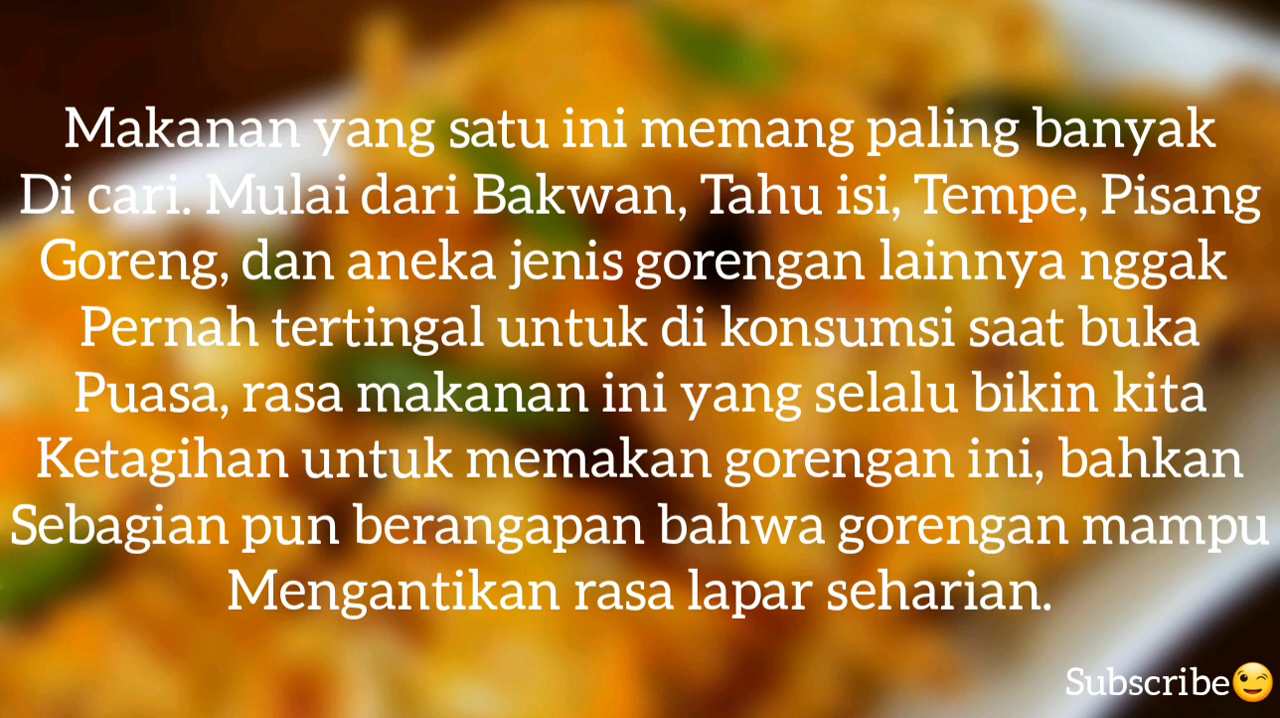 Makanan yang satu ini memang paling banyak
Di cari. Mulai dari Bakwan, Tahu isi, Tempe, Pisang
Goreng, dan aneka jenis gorengan lainnya nggak
Pernah tertingal untuk di konsumsi saat buka
Puasa, rasa makanan ini yang selalu bikin kita
Ketagihan untuk memakan gorengan ini, bahkan
Sebagian pun berangapan bahwa gorengan mampu
Mengantikan rasa lapar seharian.
Subscribe😉